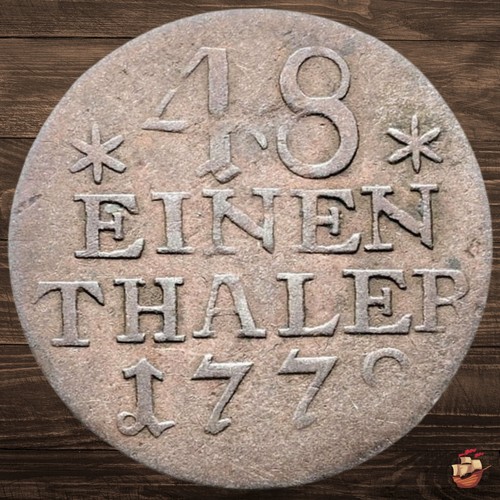 48
* EINEN *
THALER
177